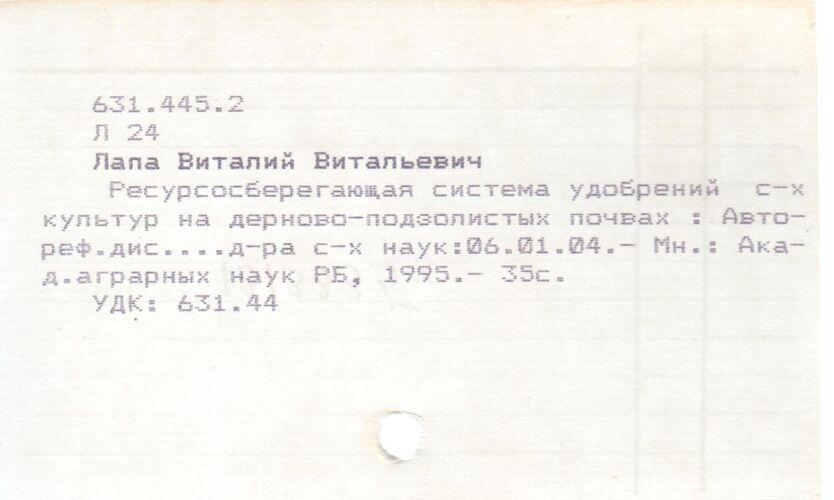 631.445.2
Л 24
Лапа Виталий Витальевич
Ресурсосберегающая система удобрений с-х
культур на дерново-подзолистых почвах : Авто-
реф.дис....д-ра с-х наук:06.01.04.- Мн.: Ака-
д.аграрных наук РБ, 1995.- 35с.
УДК: 631.44